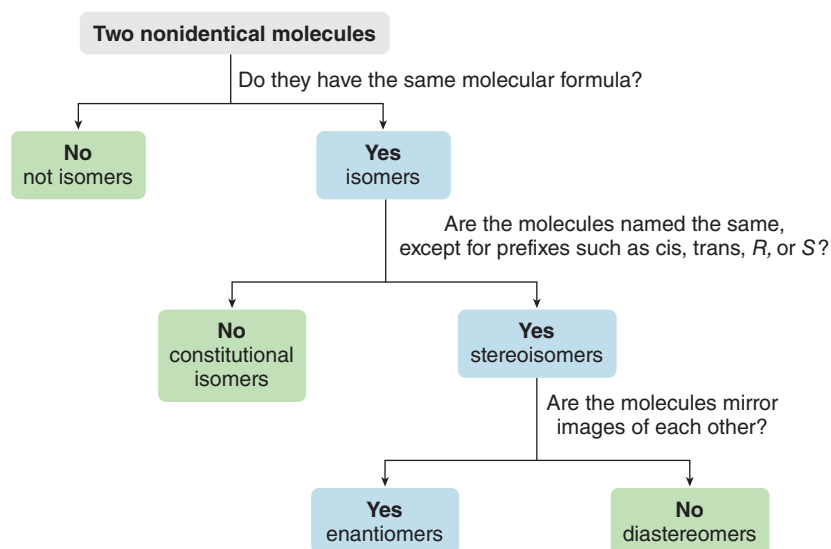 Two nonidentical molecules
Do they have the same molecular formula?
No
not isomers
Yes
isomers
Are the molecules named the same,
except for prefixes such as cis, trans, R, or S?
No
constitutional
isomers
Yes
stereoisomers
Are the molecules mirror
images of each other?
Yes
enantiomers
No
diastereomers